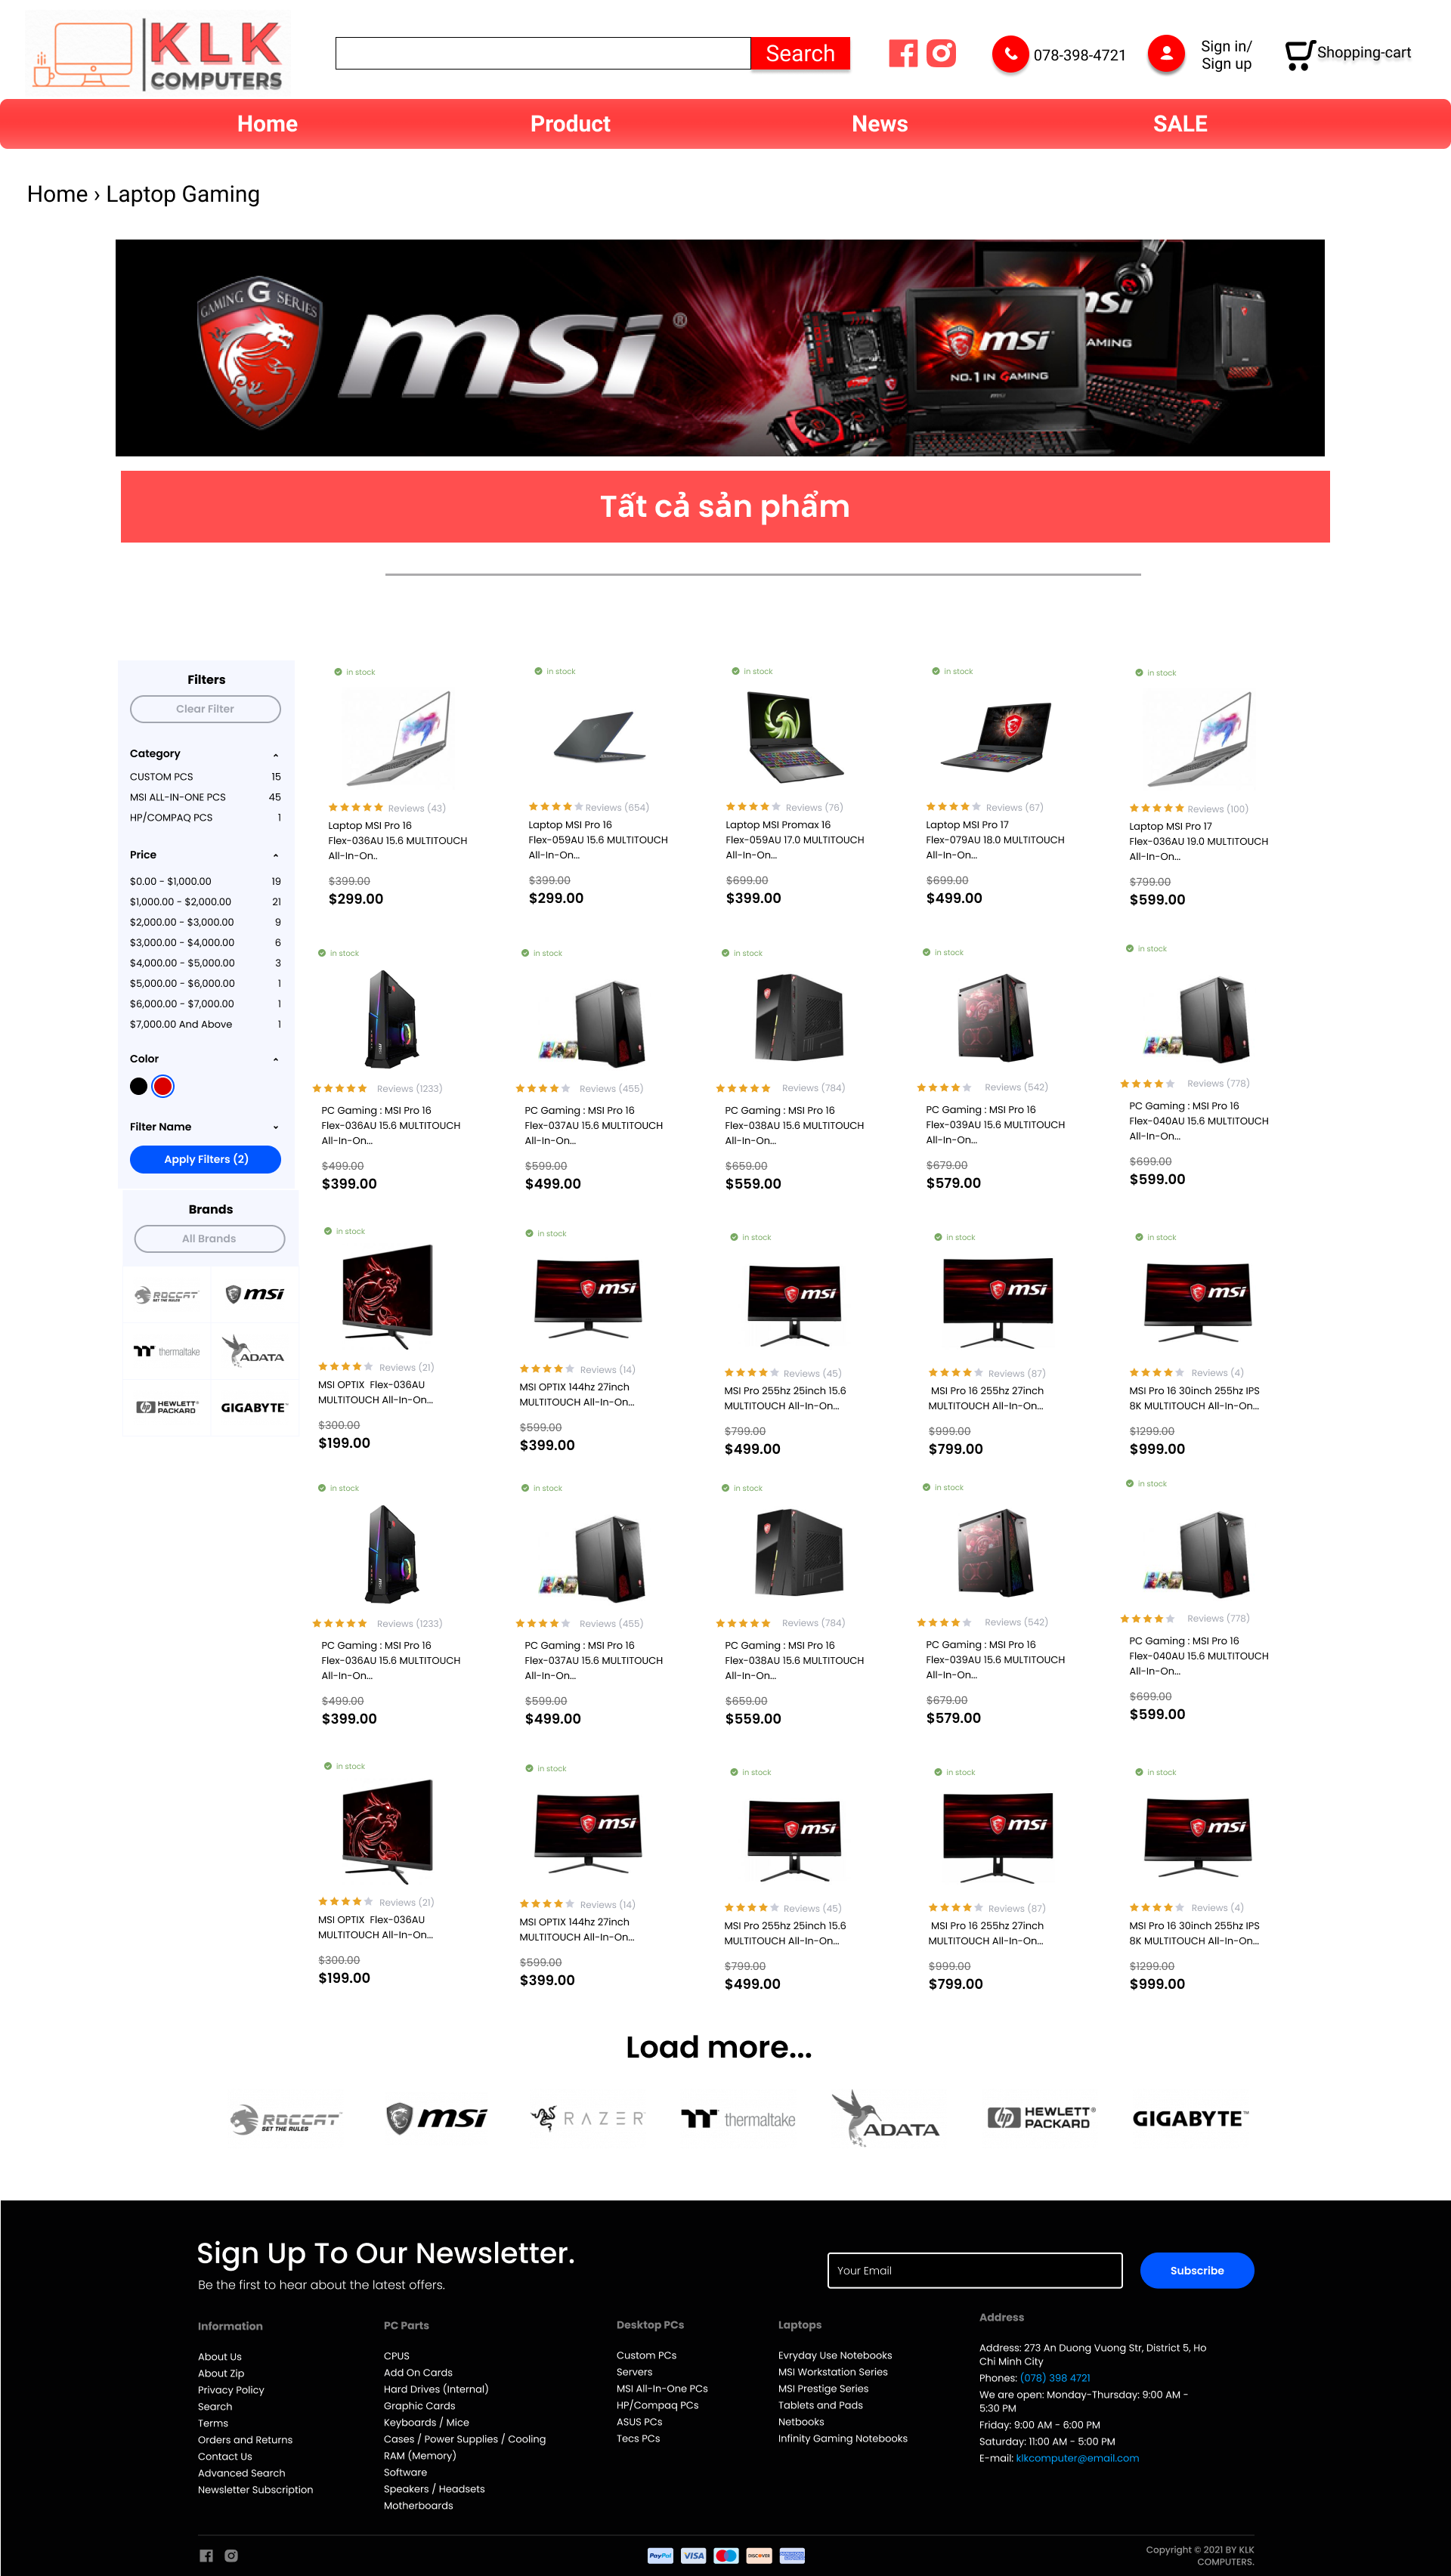 KLK
COMPUTERS
Search
078-398-4721
Sign in/
Sign up
Shopping-cart
Home
Product
News
SALE
Home › Laptop Gaming
GAMING G SERIES
msi®
msi
NO.1 IN GAMING
Tất cả sản phẩm
Filters
Clear Filter
Category
CUSTOM PCS 15
MSI ALL-IN-ONE PCS 45
HP/COMPAQ PCS 1
Price
$0.00 - $1,000.00 19
$1,000.00 - $2,000.00 21
$2,000.00 - $3,000.00 9
$3,000.00 - $4,000.00 6
$4,000.00 - $5,000.00 3
$5,000.00 - $6,000.00 1
$6,000.00 - $7,000.00 1
$7,000.00 And Above 1
Color
Filter Name
Apply Filters (2)
Brands
All Brands
ROCCAT
SET THE RULES
msi
thermaltake
ADATA
hp HEWLETT®
PACKARD
GIGABYTE™
in stock
Reviews (43)
Laptop MSI Pro 16
Flex-036AU 15.6 MULTITOUCH
All-In-On..
$399.00
$299.00
in stock
Reviews (654)
Laptop MSI Pro 16
Flex-059AU 15.6 MULTITOUCH
All-In-On...
$399.00
$299.00
in stock
Reviews (76)
Laptop MSI Promax 16
Flex-059AU 17.0 MULTITOUCH
All-In-On...
$699.00
$399.00
in stock
Reviews (67)
Laptop MSI Pro 17
Flex-079AU 18.0 MULTITOUCH
All-In-On...
$699.00
$499.00
in stock
Reviews (100)
Laptop MSI Pro 17
Flex-036AU 19.0 MULTITOUCH
All-In-On...
$799.00
$599.00
in stock
Reviews (1233)
PC Gaming : MSI Pro 16
Flex-036AU 15.6 MULTITOUCH
All-In-On...
$499.00
$399.00
in stock
Reviews (455)
PC Gaming : MSI Pro 16
Flex-037AU 15.6 MULTITOUCH
All-In-On...
$599.00
$499.00
in stock
Reviews (784)
PC Gaming : MSI Pro 16
Flex-038AU 15.6 MULTITOUCH
All-In-On...
$659.00
$559.00
in stock
Reviews (542)
PC Gaming : MSI Pro 16
Flex-039AU 15.6 MULTITOUCH
All-In-On...
$679.00
$579.00
in stock
Reviews (778)
PC Gaming : MSI Pro 16
Flex-040AU 15.6 MULTITOUCH
All-In-On...
$699.00
$599.00
in stock
Reviews (21)
MSI OPTIX Flex-036AU
MULTITOUCH All-In-On...
$300.00
$199.00
in stock
msi
Reviews (14)
MSI OPTIX 144hz 27inch
MULTITOUCH All-In-On...
$599.00
$399.00
in stock
msi
Reviews (45)
MSI Pro 255hz 25inch 15.6
MULTITOUCH All-In-On...
$799.00
$499.00
in stock
msi
Reviews (87)
MSI Pro 16 255hz 27inch
MULTITOUCH All-In-On...
$999.00
$799.00
in stock
msi
Reviews (4)
MSI Pro 16 30inch 255hz IPS
8K MULTITOUCH All-In-On...
$1299.00
$999.00
in stock
Reviews (1233)
PC Gaming : MSI Pro 16
Flex-036AU 15.6 MULTITOUCH
All-In-On...
$499.00
$399.00
in stock
Reviews (455)
PC Gaming : MSI Pro 16
Flex-037AU 15.6 MULTITOUCH
All-In-On...
$599.00
$499.00
in stock
Reviews (784)
PC Gaming : MSI Pro 16
Flex-038AU 15.6 MULTITOUCH
All-In-On...
$659.00
$559.00
in stock
Reviews (542)
PC Gaming : MSI Pro 16
Flex-039AU 15.6 MULTITOUCH
All-In-On...
$679.00
$579.00
in stock
Reviews (778)
PC Gaming : MSI Pro 16
Flex-040AU 15.6 MULTITOUCH
All-In-On...
$699.00
$599.00
in stock
Reviews (21)
MSI OPTIX Flex-036AU
MULTITOUCH All-In-On...
$300.00
$199.00
in stock
msi
Reviews (14)
MSI OPTIX 144hz 27inch
MULTITOUCH All-In-On...
$599.00
$399.00
in stock
msi
Reviews (45)
MSI Pro 255hz 25inch 15.6
MULTITOUCH All-In-On...
$799.00
$499.00
in stock
msi
Reviews (87)
MSI Pro 16 255hz 27inch
MULTITOUCH All-In-On...
$999.00
$799.00
in stock
msi
Reviews (4)
MSI Pro 16 30inch 255hz IPS
8K MULTITOUCH All-In-On...
$1299.00
$999.00
Load more...
ROCCAT
SET THE RULES
msi
RAZER
thermaltake
ADATA
hp HEWLETT®
PACKARD
GIGABYTE™
Sign Up To Our Newsletter.
Be the first to hear about the latest offers.
Your Email
Subscribe
Information
About Us
About Zip
Privacy Policy
Search
Terms
Orders and Returns
Contact Us
Advanced Search
Newsletter Subscription
PC Parts
CPUS
Add On Cards
Hard Drives (Internal)
Graphic Cards
Keyboards / Mice
Cases / Power Supplies / Cooling
RAM (Memory)
Software
Speakers / Headsets
Motherboards
Desktop PCs
Custom PCs
Servers
MSI All-In-One PCs
HP/Compaq PCs
ASUS PCs
Tecs PCs
Laptops
Evryday Use Notebooks
MSI Workstation Series
MSI Prestige Series
Tablets and Pads
Netbooks
Infinity Gaming Notebooks
Address
Address: 273 An Duong Vuong Str, District 5, Ho
Chi Minh City
Phones: (078) 398 4721
We are open: Monday-Thursday: 9:00 AM -
5:30 PM
Friday: 9:00 AM - 6:00 PM
Saturday: 11:00 AM - 5:00 PM
E-mail: klkcomputer@email.com
PayPal
VISA
DISCOVER
Copyright © 2021 BY KLK
COMPUTERS.